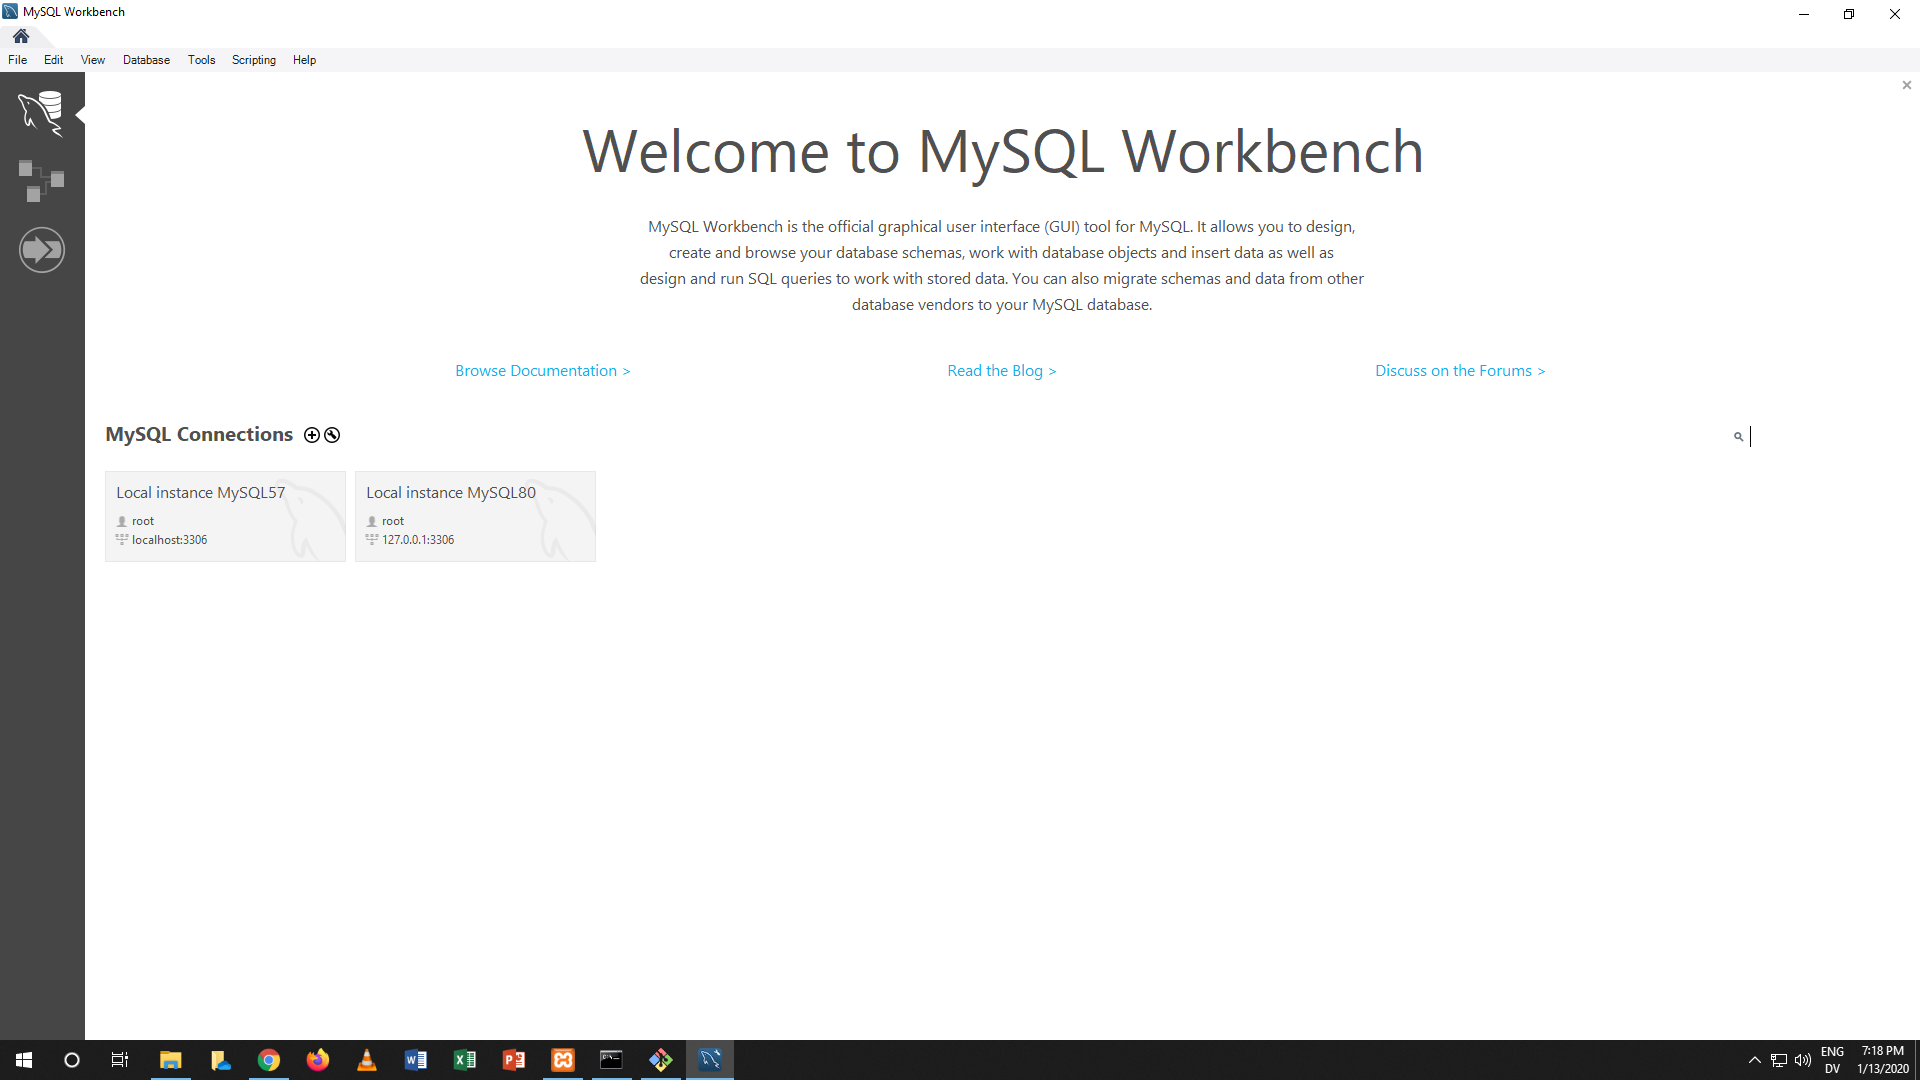 MySQL Workbench
File Edit View Database Tools Scripting Help
Welcome to MySQL Workbench
MySQL Workbench is the official graphical user interface (GUI) tool for MySQL. It allows you to design,
create and browse your database schemas, work with database objects and insert data as well as
design and run SQL queries to work with stored data. You can also migrate schemas and data from other
database vendors to your MySQL database.
Browse Documentation > Read the Blog > Discuss on the Forums >
MySQL Connections
Local instance MySQL57
root
localhost:3306
Local instance MySQL80
root
127.0.0.1:3306
ENG
DV
7:18 PM
1/13/2020